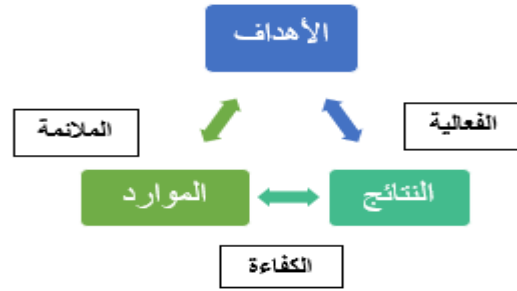 الأهداف
الفعالية
الملائمة
النتائج
الموارد
الكفاءة